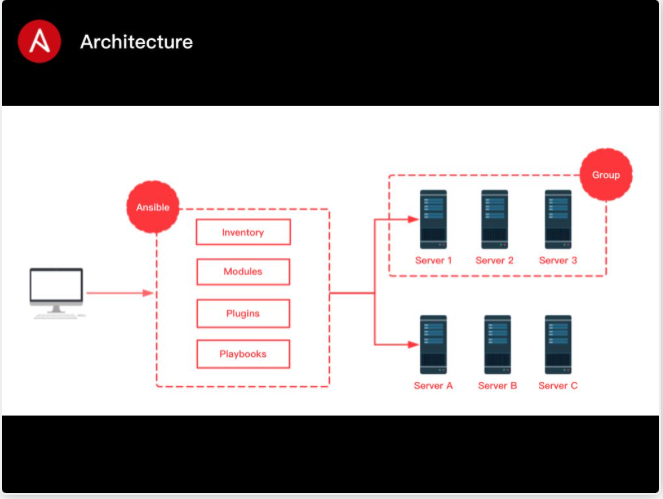 Architecture
Ansible
Inventory
Modules
Plugins
Playbooks
Group
Server 1
Server 2
Server 3
Server A
Server B
Server C